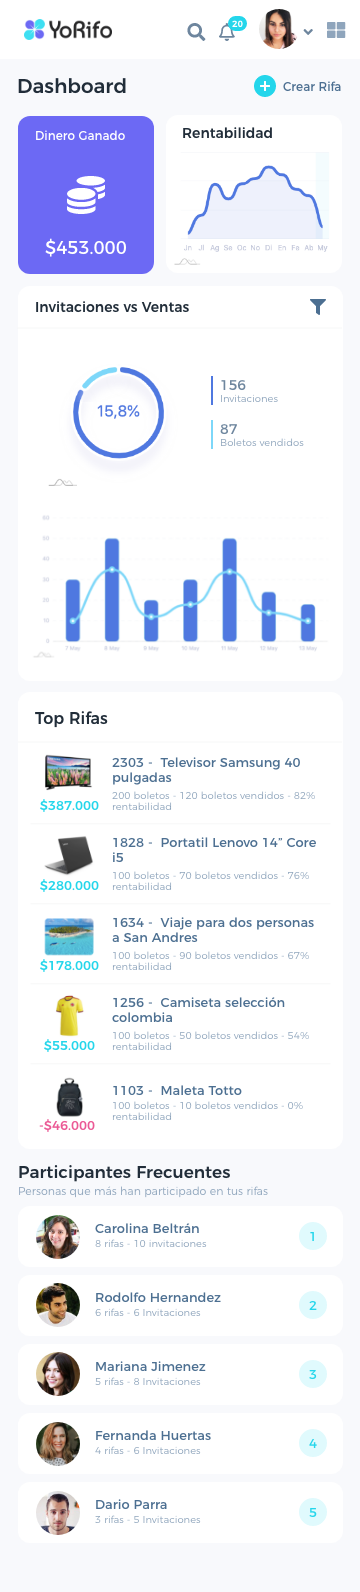 YoRifo
20
Dashboard
Crear Rifa
Dinero Ganado
$453.000
Rentabilidad
Jn Jl Ag Se Oc No Di En Fe Ab My
Invitaciones vs Ventas
15,8%
156
Invitaciones
87
Boletos vendidos
60
50
40
30
20
10
0
7 May 8 May 9 May 10 May 11 May 12 May 13 May
Top Rifas
2303 - Televisor Samsung 40
pulgadas
200 boletos - 120 boletos vendidos - 82%
rentabilidad
$387.000
1828 - Portatil Lenovo 14” Core
i5
100 boletos - 70 boletos vendidos - 76%
rentabilidad
$280.000
1634 - Viaje para dos personas
a San Andres
100 boletos - 90 boletos vendidos - 67%
rentabilidad
$178.000
1256 - Camiseta selección
colombia
100 boletos - 50 boletos vendidos - 54%
rentabilidad
$55.000
1103 - Maleta Totto
100 boletos - 10 boletos vendidos - 0%
rentabilidad
-$46.000
Participantes Frecuentes
Personas que más han participado en tus rifas
Carolina Beltrán
8 rifas - 10 invitaciones
1
Rodolfo Hernandez
6 rifas - 6 Invitaciones
2
Mariana Jimenez
5 rifas - 8 Invitaciones
3
Fernanda Huertas
4 rifas - 6 Invitaciones
4
Dario Parra
3 rifas - 5 Invitaciones
5